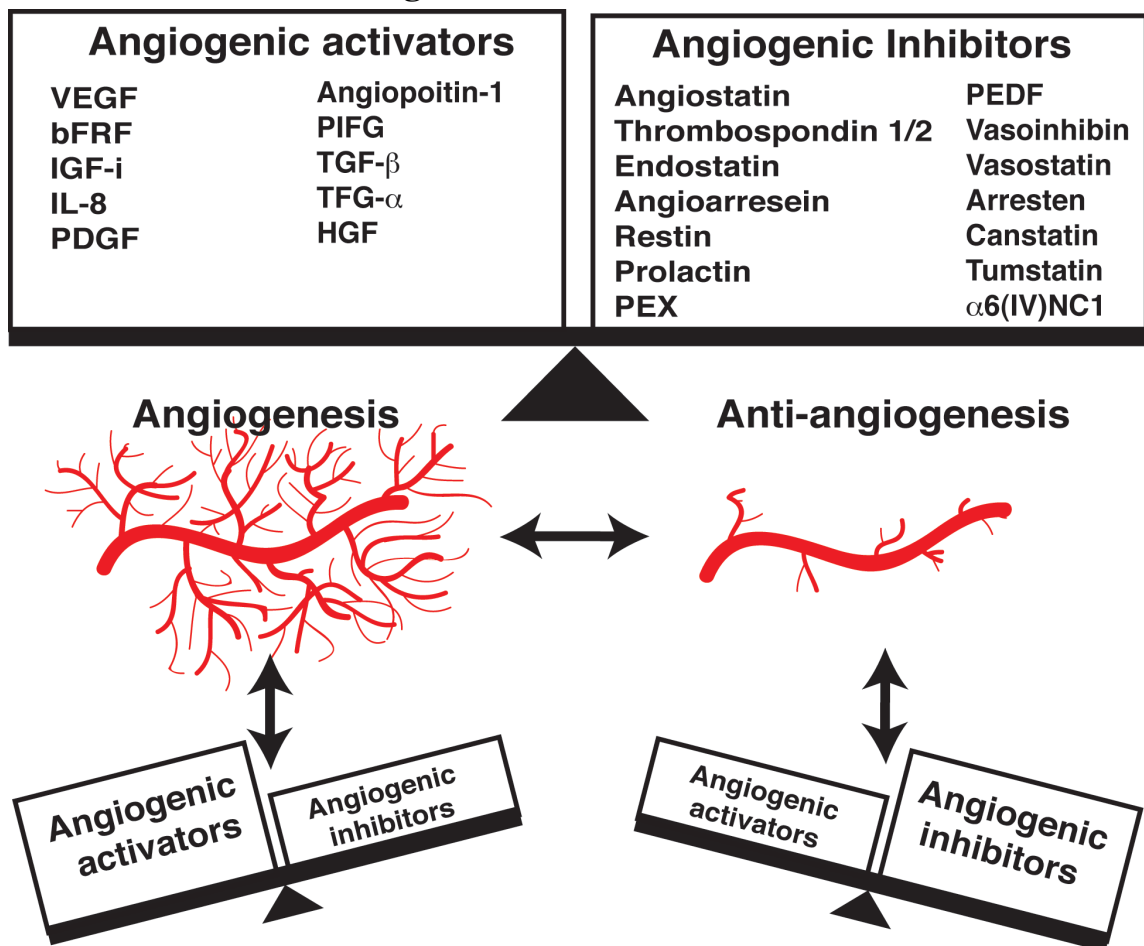 Angiogenic activators
VEGF
bFRF
IGF-i
IL-8
PDGF
Angiopoitin-1
PIFG
TGF-β
TFG-α
HGF
Angiogenic Inhibitors
Angiostatin
Thrombospondin 1/2
Endostatin
Angioarresein
Restin
Prolactin
PEX
PEDF
Vasoinhibin
Vasostatin
Arresten
Canstatin
Tumstatin
α6(IV)NC1
Angiogenesis
Anti-angiogenesis
Angiogenic
activators
Angiogenic
inhibitors
Angiogenic
activators
Angiogenic
inhibitors